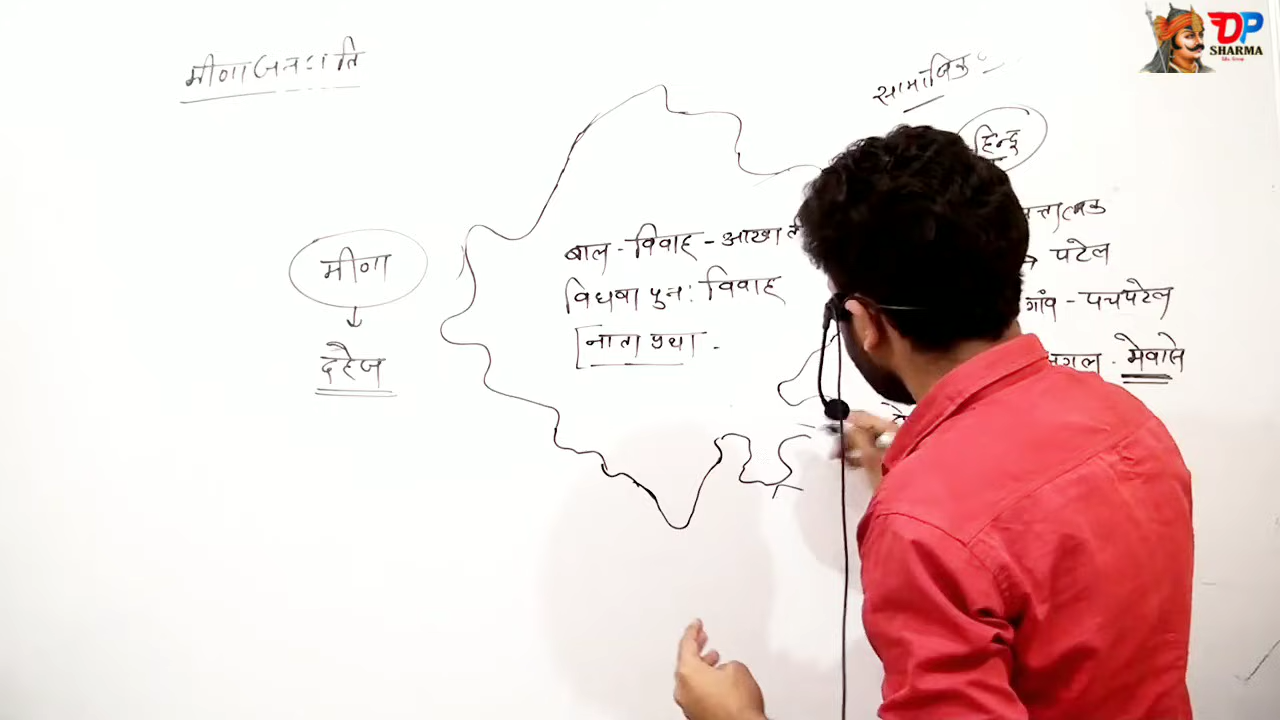 मीणा जनजाति
सामाजिक
हिन्दू
मीणा
दहेज
बाल - विवाह - आखा
विधवा पुनः विवाह
नाता प्रथा -
पटेल
गांव - पचपटेल
मेवासे
DP
SHARMA